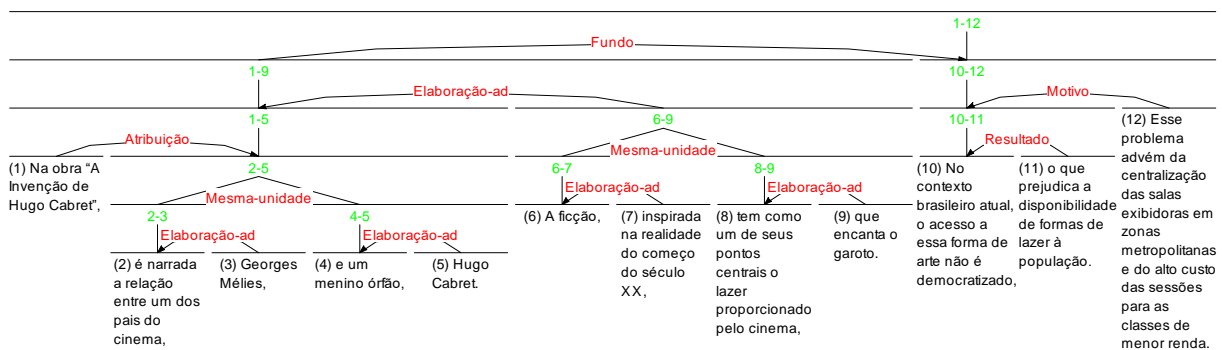 1-12
Fundo
1-9
10-12
Elaboração-ad
Motivo
1-5
6-9
10-11
(12) Esse
problema
advém da
centralização
das salas
exibidoras em
zonas
metropolitanas
e do alto custo
das sessões
para as
classes de
menor renda.
Atribuição
Mesma-unidade
Resultado
(1) Na obra “A
Invenção de
Hugo Cabret”,
2-5
6-7
8-9
(10) No
contexto
brasileiro atual,
o acesso a
essa forma de
arte não é
democratizado,
(11) o que
prejudica a
disponibilidade
de formas de
lazer à
população.
Mesma-unidade
Elaboração-ad
Elaboração-ad
2-3
4-5
(6) A ficção,
(7) inspirada
na realidade
do começo
do século
XX,
(8) tem como
um de seus
pontos
centrais o
lazer
proporcionado
pelo cinema,
(9) que
encanta o
garoto.
Elaboração-ad
Elaboração-ad
(2) é narrada
a relação
entre um dos
pais do
cinema,
(3) Georges
Mélies,
(4) e um
menino órfão,
(5) Hugo
Cabret.